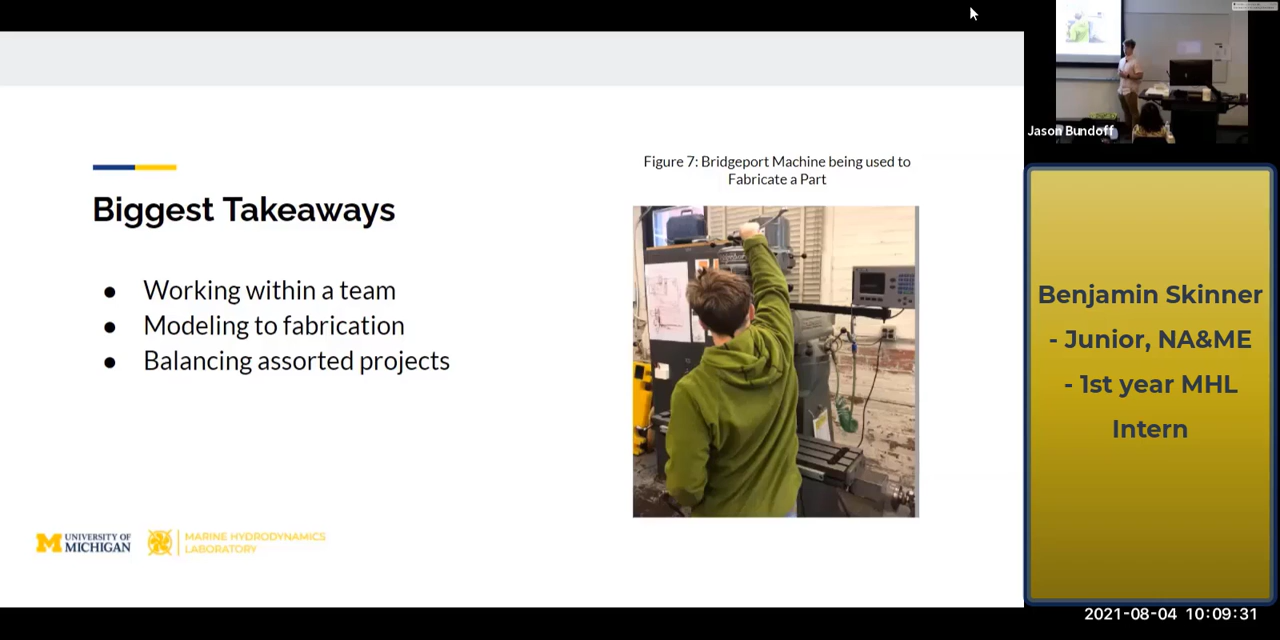 Biggest Takeaways
● Working within a team
● Modeling to fabrication
● Balancing assorted projects
Figure 7: Bridgeport Machine being used to
Fabricate a Part
M UNIVERSITY OF
MICHIGAN
MARINE HYDRODYNAMICS
LABORATORY
Jason Bundoff
Benjamin Skinner
- Junior, NA&ME
- 1st year MHL
Intern
2021-08-04 10:09:31